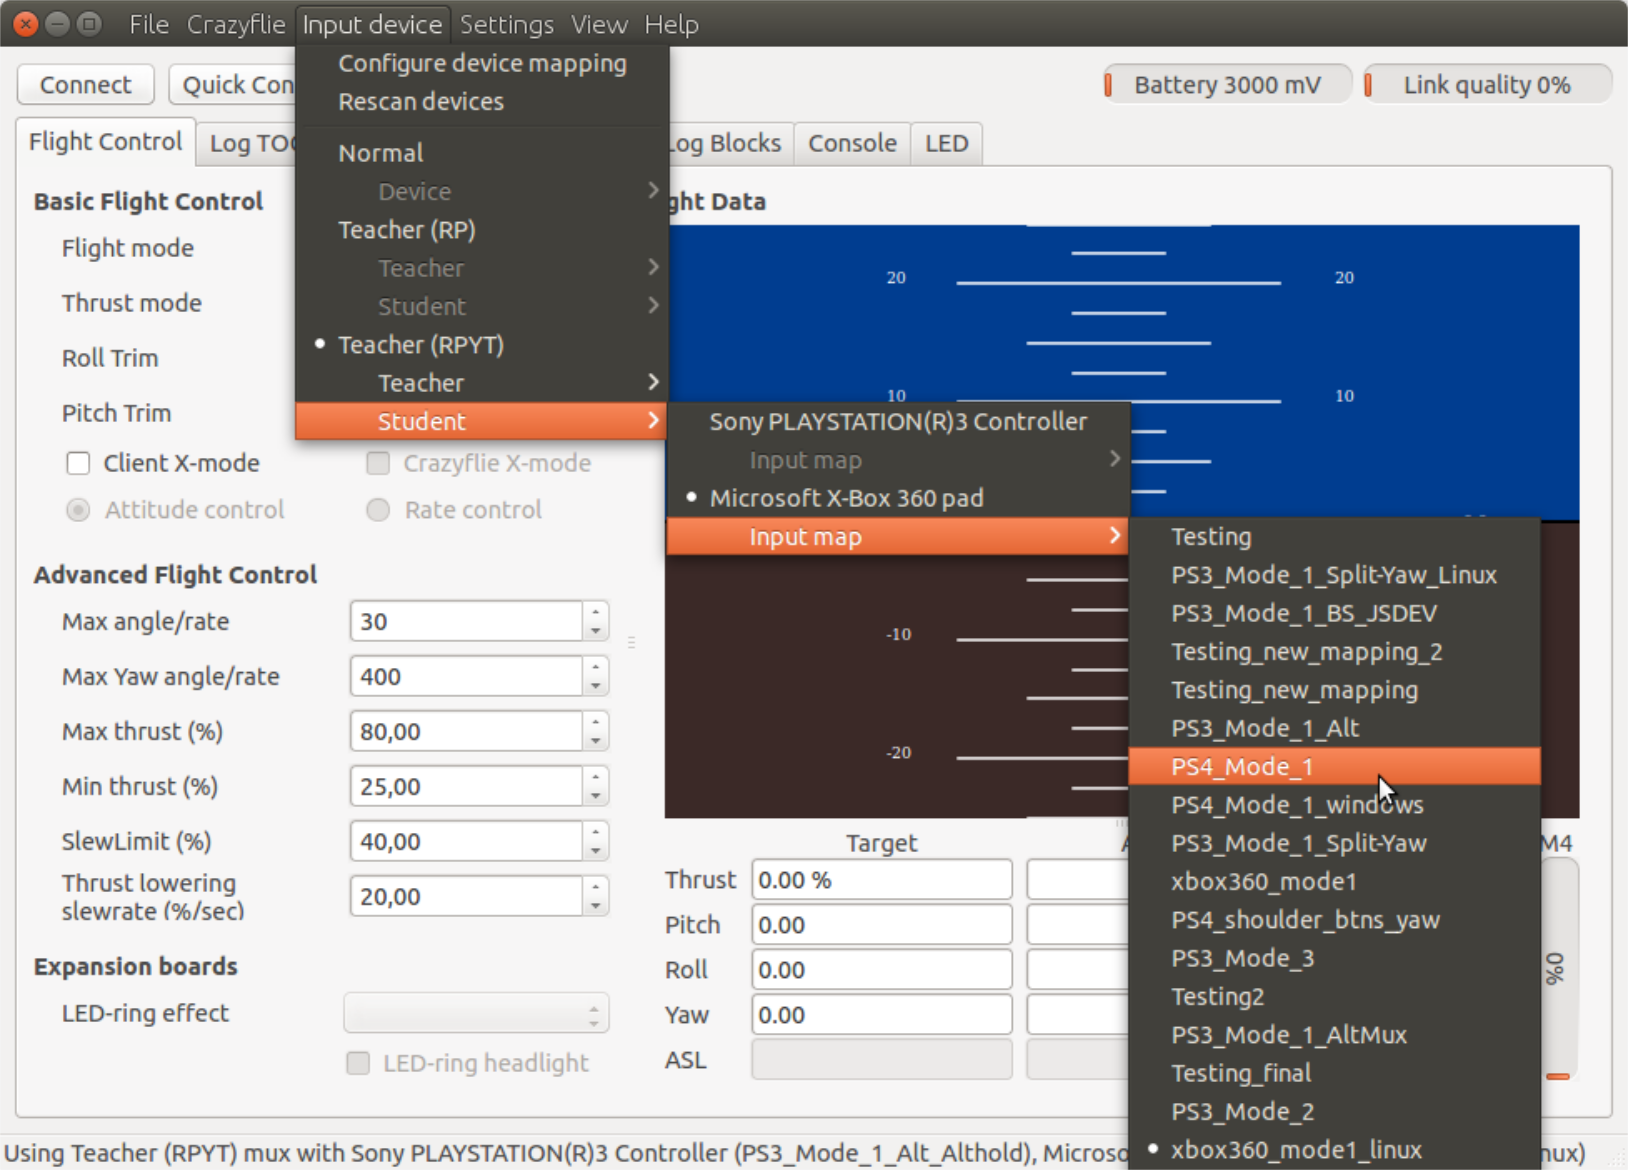 File Crazyflie Input device Settings View Help
Connect Quick Con Battery 3000 mV Link quality 0%
Flight Control Log TO Log Blocks Console LED
Configure device mapping
Rescan devices
Normal
Device
Teacher (RP)
Teacher
Student
Teacher (RPYT)
Teacher
Student
Sony PLAYSTATION(R)3 Controller
Input map
Microsoft X-Box 360 pad
Input map
Testing
PS3_Mode_1_Split-Yaw_Linux
PS3_Mode_1_BS_JSDEV
Testing_new_mapping_2
Testing_new_mapping
PS3_Mode_1_Alt
PS4_Mode_1
PS4_Mode_1_windows
PS3_Mode_1_Split-Yaw
xbox360_mode1
PS4_shoulder_btns_yaw
PS3_Mode_3
Testing2
PS3_Mode_1_AltMux
Testing_final
PS3_Mode_2
xbox360_mode1_linux
Basic Flight Control
Flight mode
Thrust mode
Roll Trim
Pitch Trim
Client X-mode Crazyflie X-mode
Attitude control Rate control
Advanced Flight Control
Max angle/rate 30
Max Yaw angle/rate 400
Max thrust (%) 80,00
Min thrust (%) 25,00
SlewLimit (%) 40,00
Thrust lowering
slewrate (%/sec) 20,00
Expansion boards
LED-ring effect
LED-ring headlight
ght Data
20 20
10 10
-10
-20
Target M4
Thrust 0.00 %
Pitch 0.00
Roll 0.00
Yaw 0.00
ASL
0%
Using Teacher (RPYT) mux with Sony PLAYSTATION(R)3 Controller (PS3_Mode_1_Alt_Althold), Microso nux)